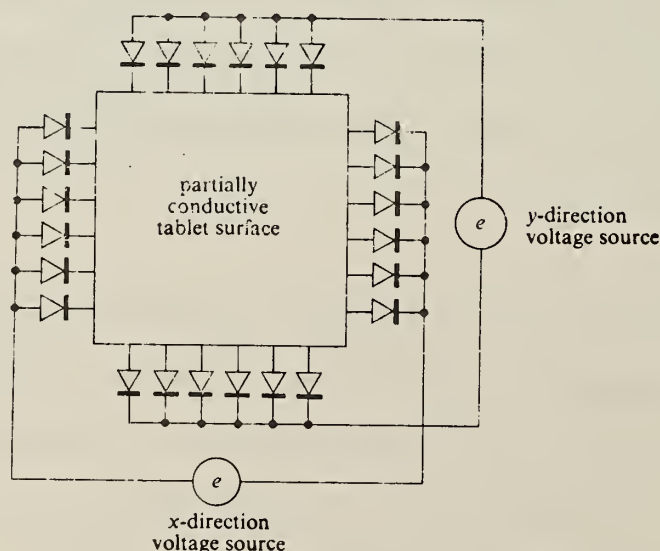 partially
conductive
tablet surface
e
y-direction
voltage source
e
x-direction
voltage source